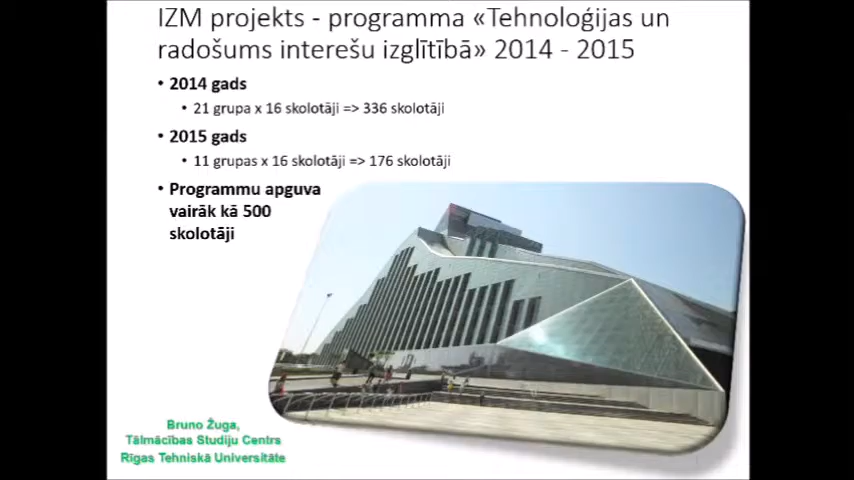 IZM projekts - programma «Tehnoloģijas un
radošums interešu izglītībā» 2014 - 2015
• 2014 gads
• 21 grupa x 16 skolotāji => 336 skolotāji
• 2015 gads
• 11 grupas x 16 skolotāji => 176 skolotāji
• Programmu apguva
vairāk kā 500
skolotāji
Bruno Žuga,
Tālmācības Studiju Centrs
Rīgas Tehniskā Universitāte